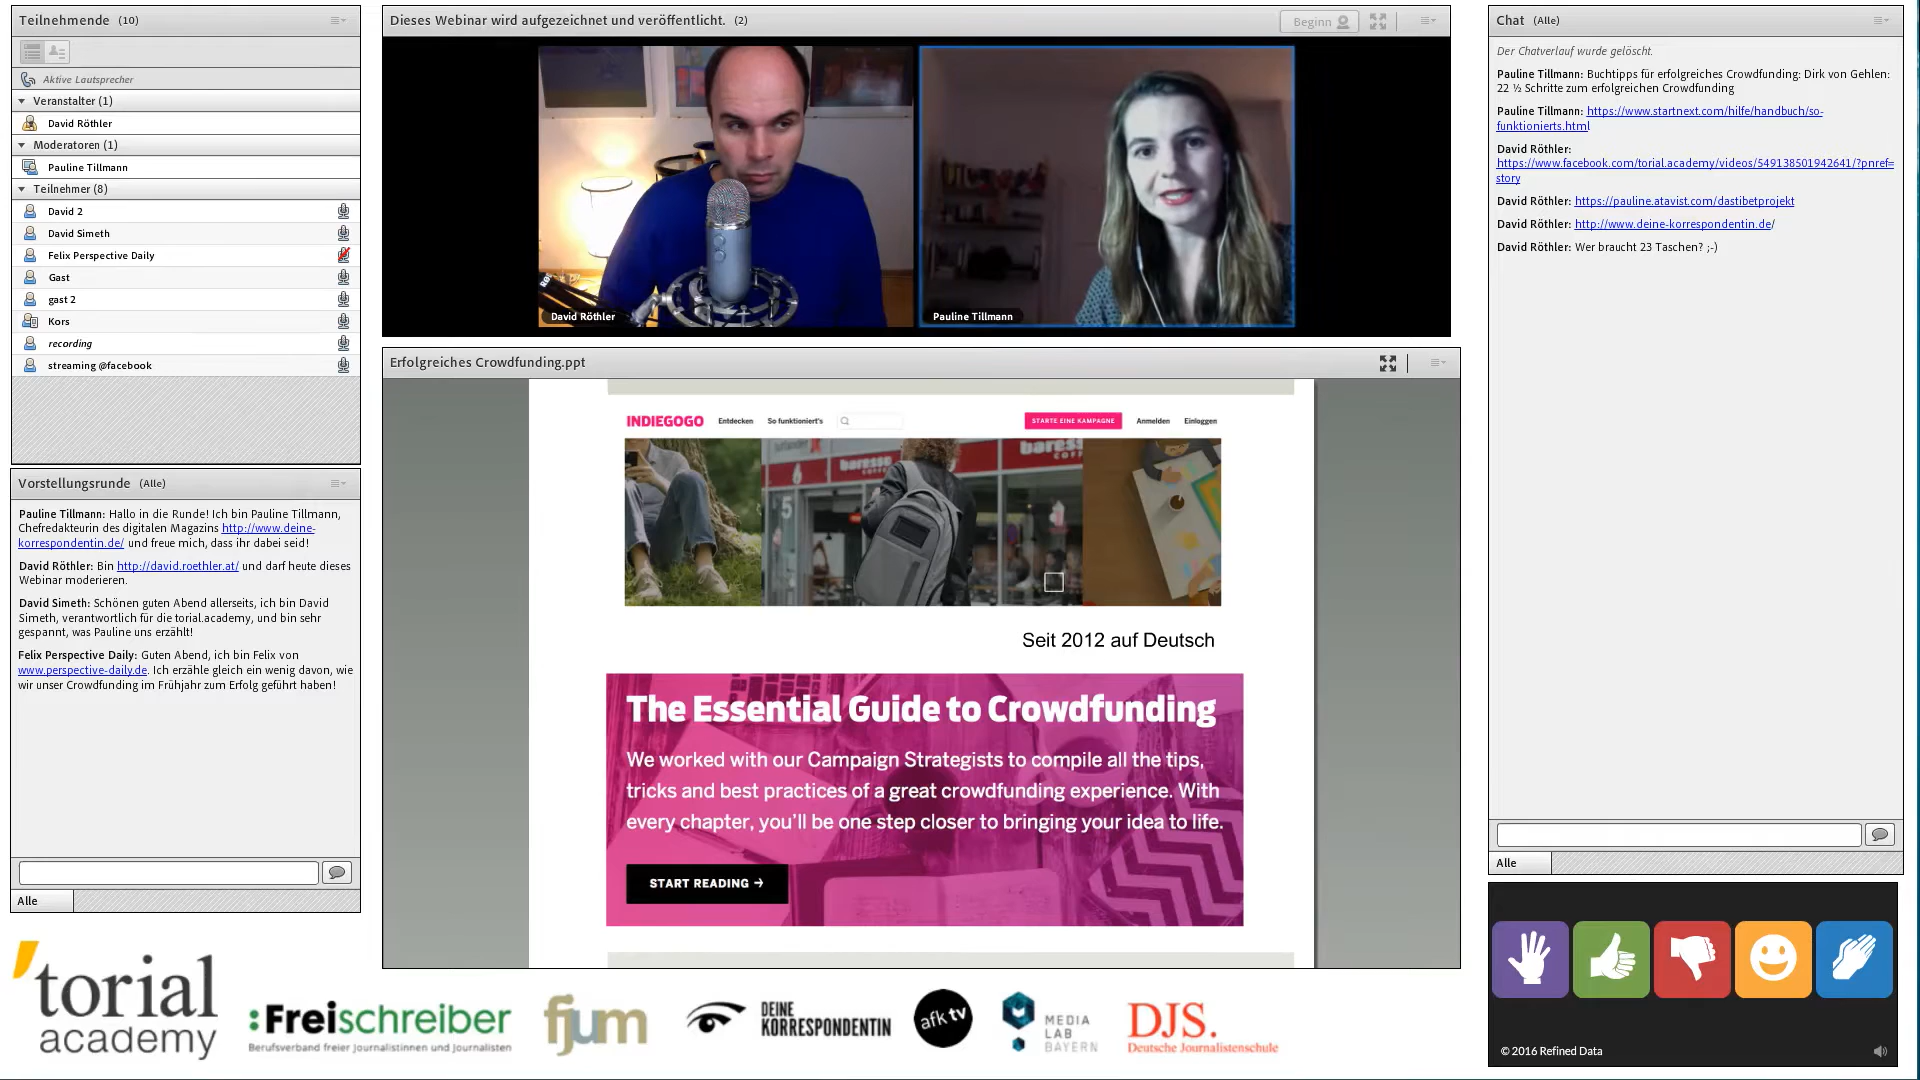 Teilnehmende (10)
Aktive Lautsprecher
Veranstalter (1)
David Röthler
Moderatoren (1)
Pauline Tillmann
Teilnehmer (8)
David 2
David Simeth
Felix Perspective Daily
Gast
gast 2
Kors
recording
streaming @facebook
Vorstellungsrunde (Alle)
Pauline Tillmann: Hallo in die Runde! Ich bin Pauline Tillmann,
Chefredakteurin des digitalen Magazins http://www.deine-
korrespondentin.de/ und freue mich, dass ihr dabei seid!
David Röthler: Bin http://david.roethler.at/ und darf heute dieses
Webinar moderieren.
David Simeth: Schönen guten Abend allerseits, ich bin David
Simeth, verantwortlich für die torial.academy, und bin sehr
gespannt, was Pauline uns erzählt!
Felix Perspective Daily: Guten Abend, ich bin Felix von
www.perspective-daily.de. Ich erzähle gleich ein wenig davon, wie
wir unser Crowdfunding im Frühjahr zum Erfolg geführt haben!
Alle
Dieses Webinar wird aufgezeichnet und veröffentlicht. (2)
Beginn
David Röthler
Pauline Tillmann
Erfolgreiches Crowdfunding.ppt
INDIEGOGO Entdecken So funktioniert's STARTE EINE KAMPAGNE Anmelden Einloggen
baresso
COFFEE
baress
Seit 2012 auf Deutsch
The Essential Guide to Crowdfunding
We worked with our Campaign Strategists to compile all the tips,
tricks and best practices of a great crowdfunding experience. With
every chapter, you'll be one step closer to bringing your idea to life.
START READING →
Chat (Alle)
Der Chatverlauf wurde gelöscht.
Pauline Tillmann: Buchtipps für erfolgreiches Crowdfunding: Dirk von Gehlen:
22 ½ Schritte zum erfolgreichen Crowdfunding
Pauline Tillmann: https://www.startnext.com/hilfe/handbuch/so-
funktionierts.html
David Röthler:
https://www.facebook.com/torial.academy/videos/549138501942641/?pnref=
story
David Röthler: https://pauline.atavist.com/dastibetprojekt
David Röthler: http://www.deine-korrespondentin.de/
David Röthler: Wer braucht 23 Taschen? ;-)
Alle
© 2016 Refined Data
'torial
academy
:Freischreiber
Berufsverband freier Journalistinnen und Journalisten
fjum
DEINE
KORRESPONDENTIN
afk tv
MEDIA
LAB
BAYERN
DJS.
Deutsche Journalistenschule